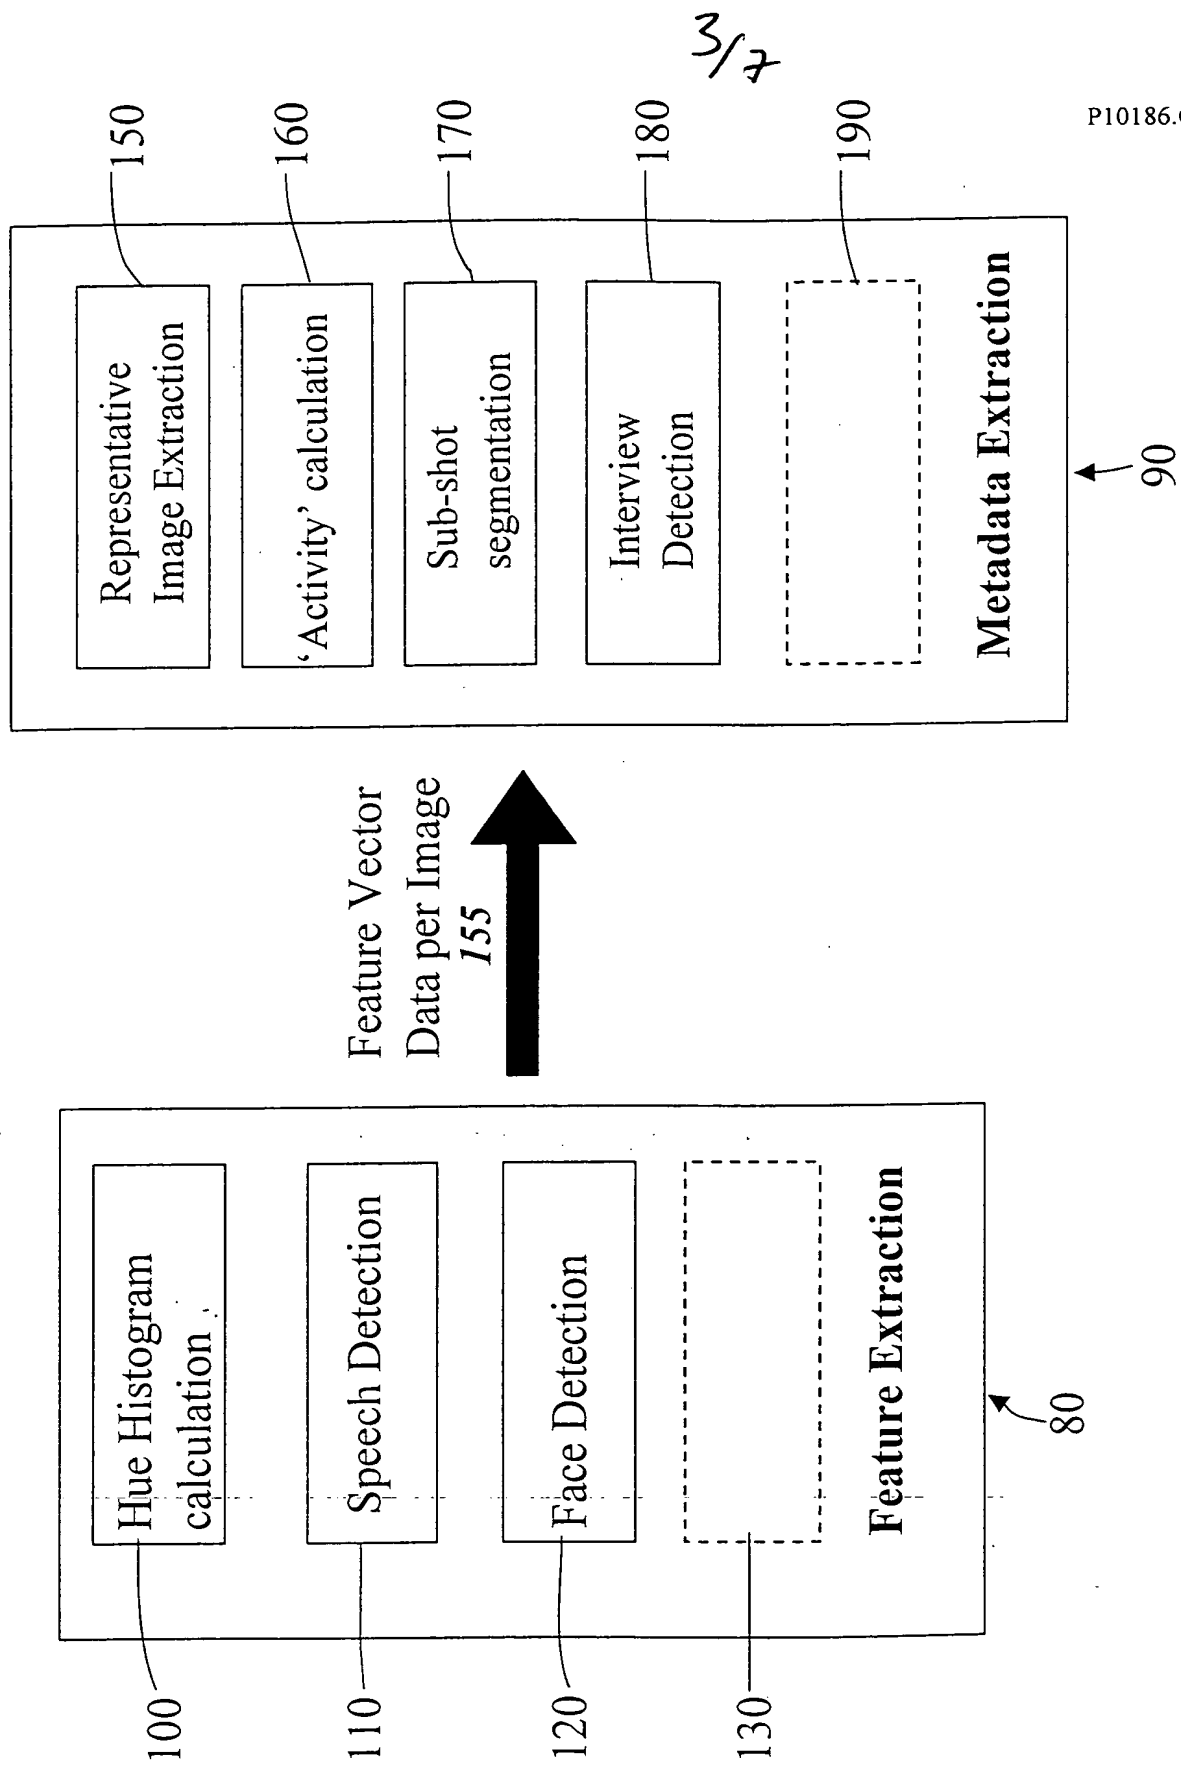 3/7
P10186.
100
Hue Histogram
calculation
110
Speech Detection
120
Face Detection
130
Feature Extraction
80
Feature Vector
Data per Image
155
150
Representative
Image Extraction
160
‘Activity’ calculation
170
Sub-shot
segmentation
180
Interview
Detection
190
Metadata Extraction
90